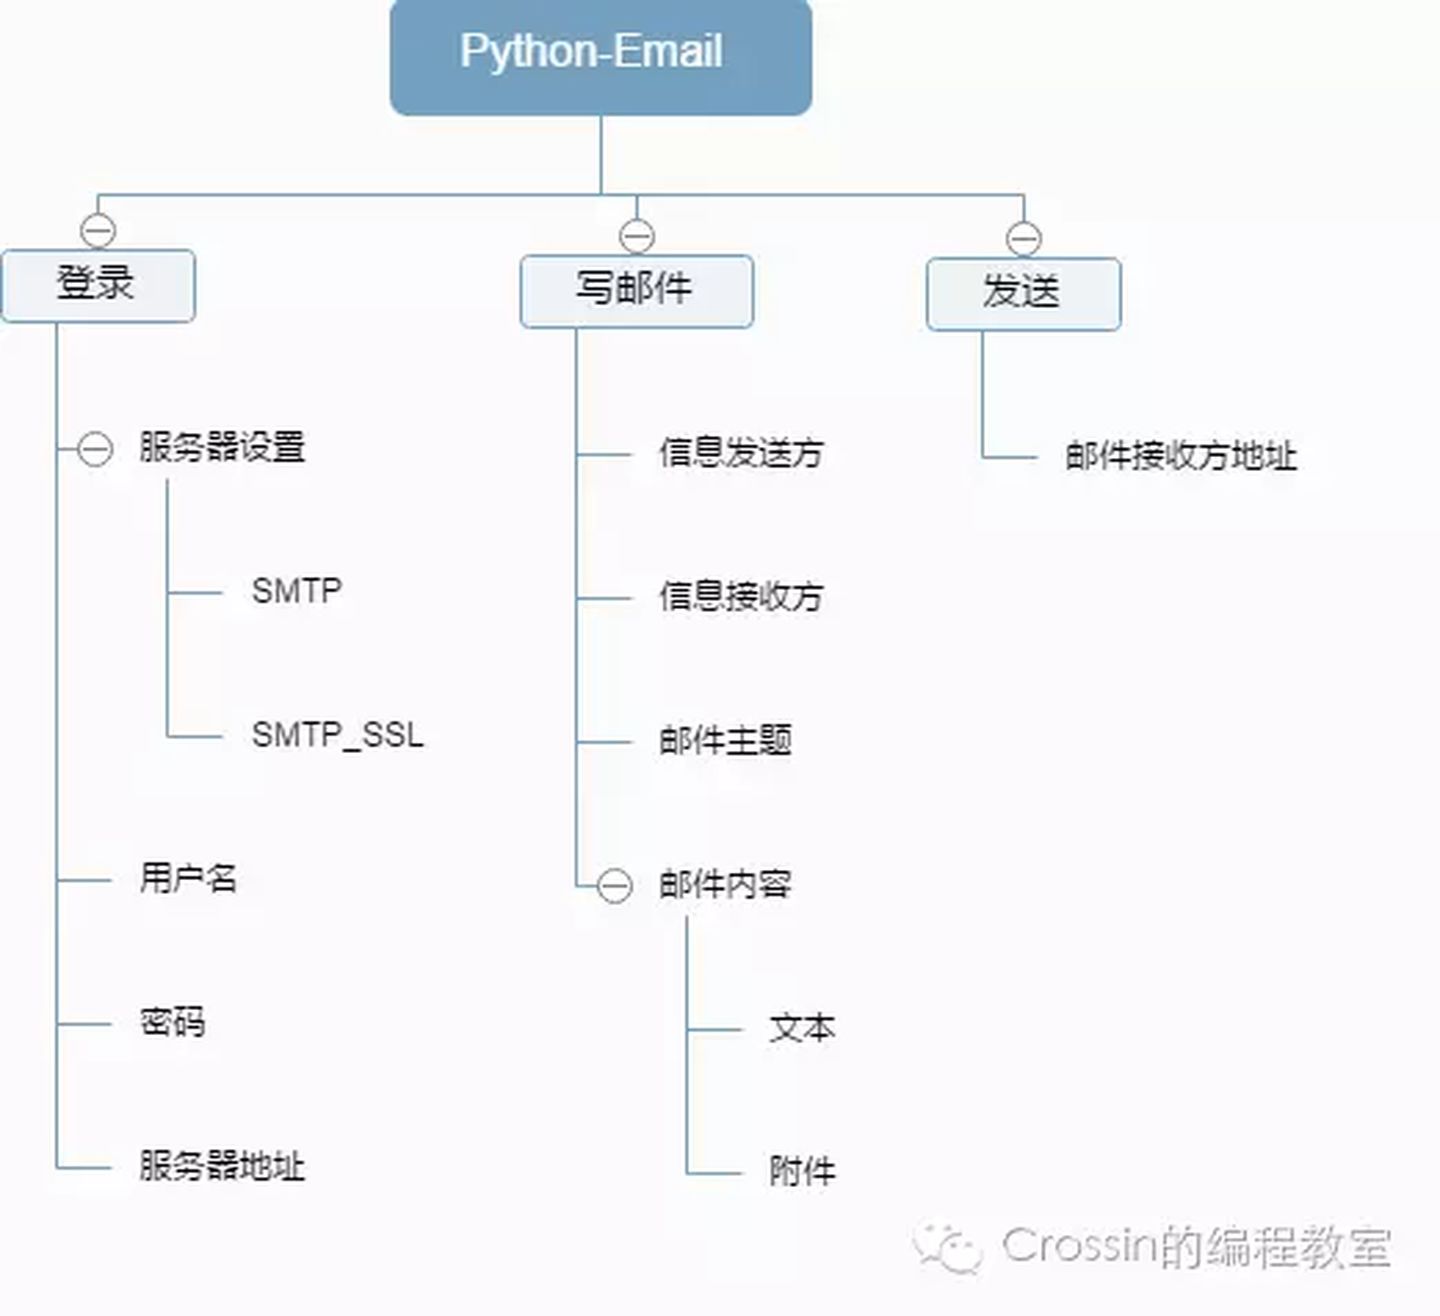 Python-Email
登录
写邮件
发送
服务器设置
SMTP
SMTP_SSL
用户名
密码
服务器地址
信息发送方
信息接收方
邮件主题
邮件内容
文本
附件
邮件接收方地址
Crossin的编程教室